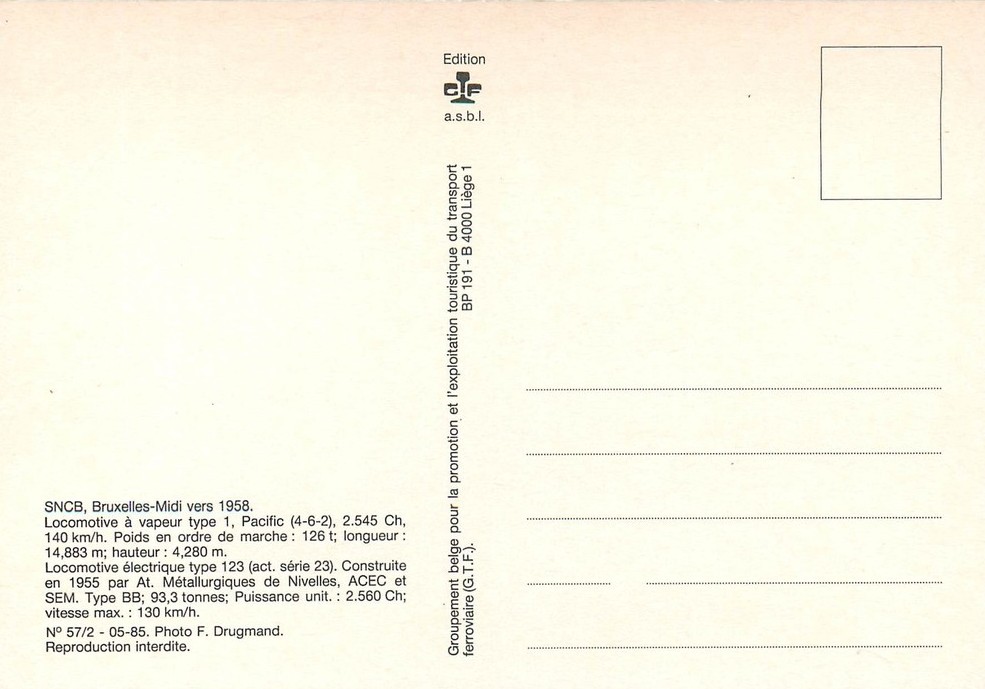 SNCB, Bruxelles-Midi vers 1958.
Locomotive à vapeur type 1, Pacific (4-6-2), 2.545 Ch,
140 km/h. Poids en ordre de marche : 126 t; longueur :
14,883 m; hauteur : 4,280 m.
Locomotive électrique type 123 (act. série 23). Construite
en 1955 par At. Métallurgiques de Nivelles, ACEC et
SEM. Type BB; 93,3 tonnes; Puissance unit. : 2.560 Ch;
vitesse max. : 130 km/h.
Nº 57/2 - 05-85. Photo F. Drugmand.
Reproduction interdite.
Edition
GTF
a.s.b.l.
Groupement belge pour la promotion et l'exploitation touristique du transport
ferroviaire (G.T.F.). BP 191 - B 4000 Liège 1